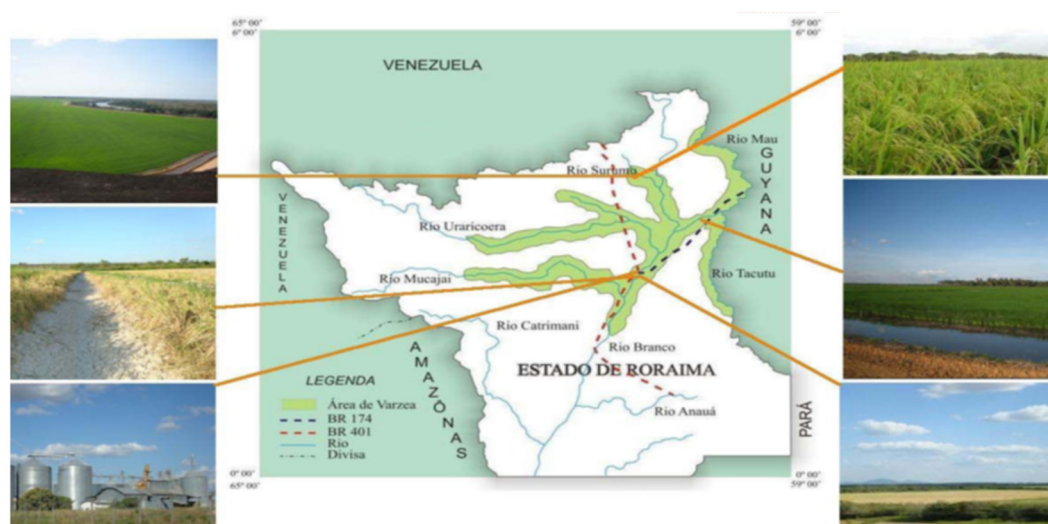 65° 00'
6° 00'
59° 00'
6° 00'
VENEZUELA
Rio Mau
GUYANA
Rio Surumu
VENEZUELA
Rio Uraricoera
Rio Mucajaí
Rio Tacutu
Rio Catrimani
Rio Branco
AMAZÔNAS
ESTADO DE RORAIMA
LEGENDA
Área de Varzea
BR 174
BR 401
Rio
Divisa
Rio Anauá
PARÁ
0° 00'
65° 00'
0° 00'
59° 00'